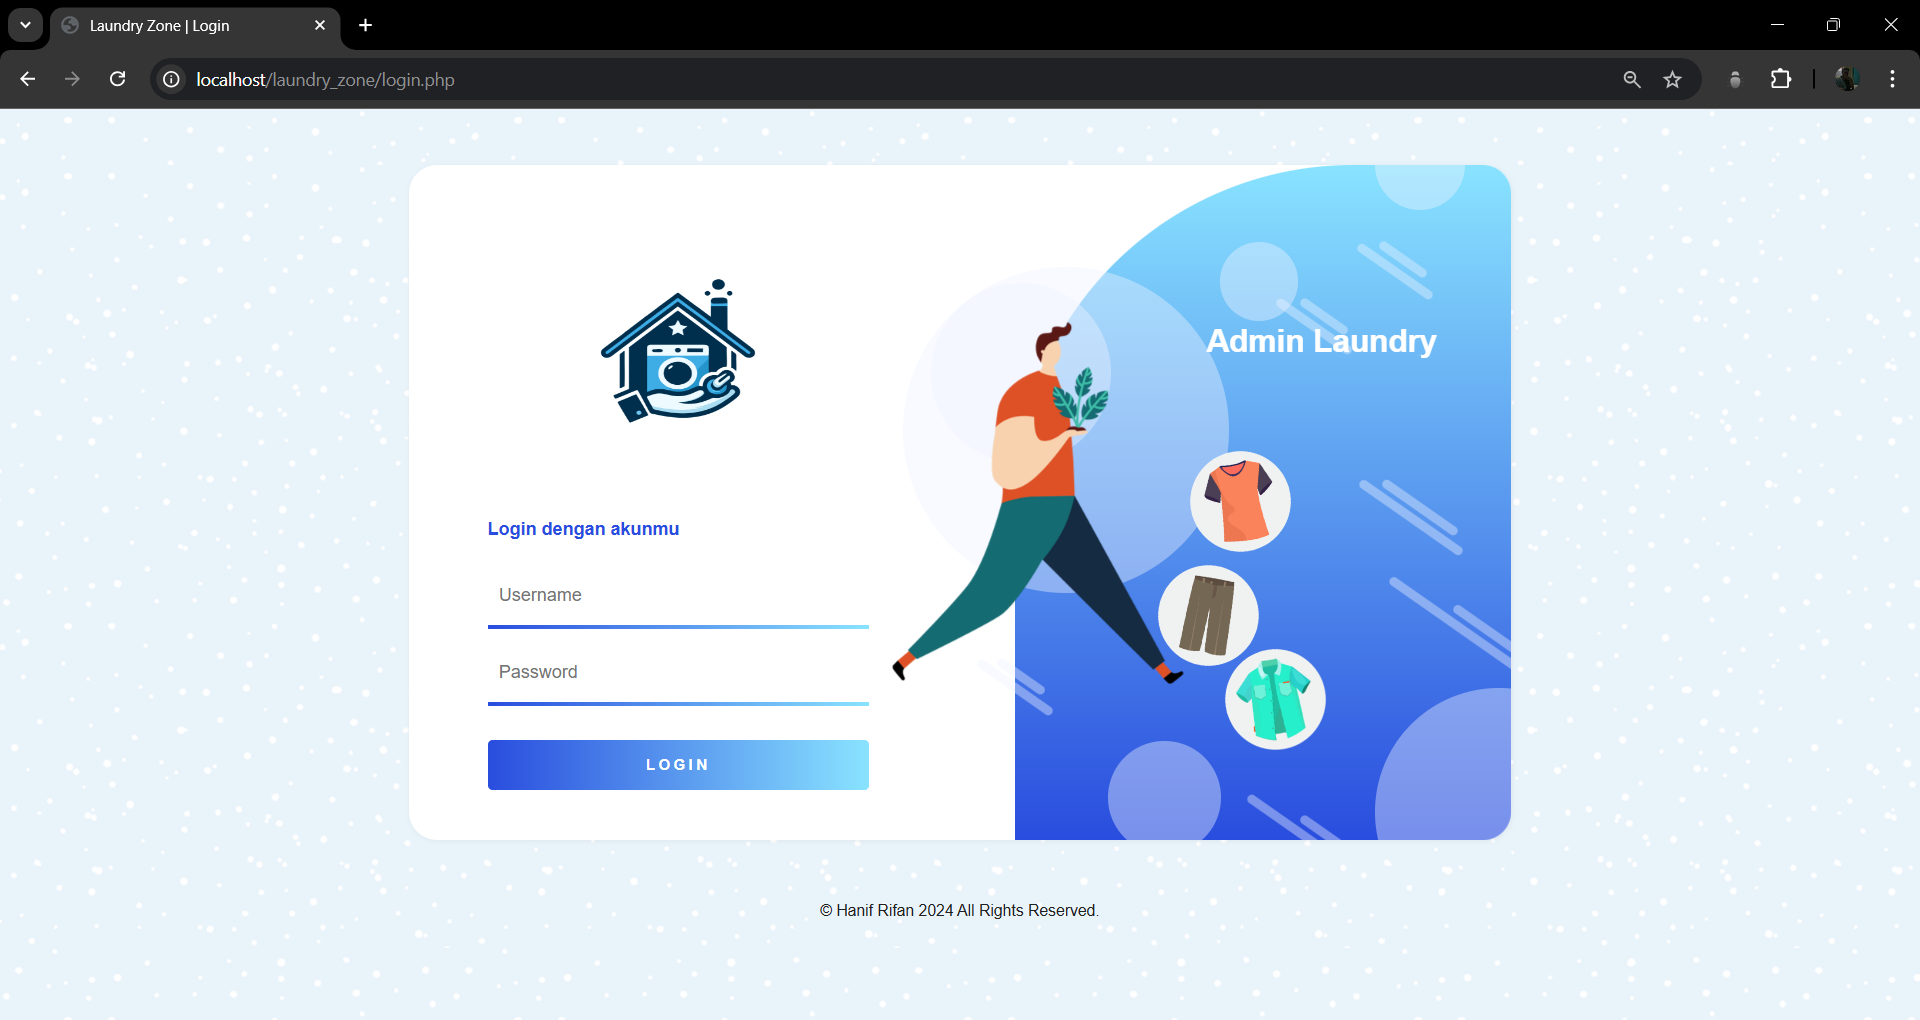 Laundry Zone | Login
localhost/laundry_zone/login.php
Admin Laundry
Login dengan akunmu
Username
Password
LOGIN
© Hanif Rifan 2024 All Rights Reserved.